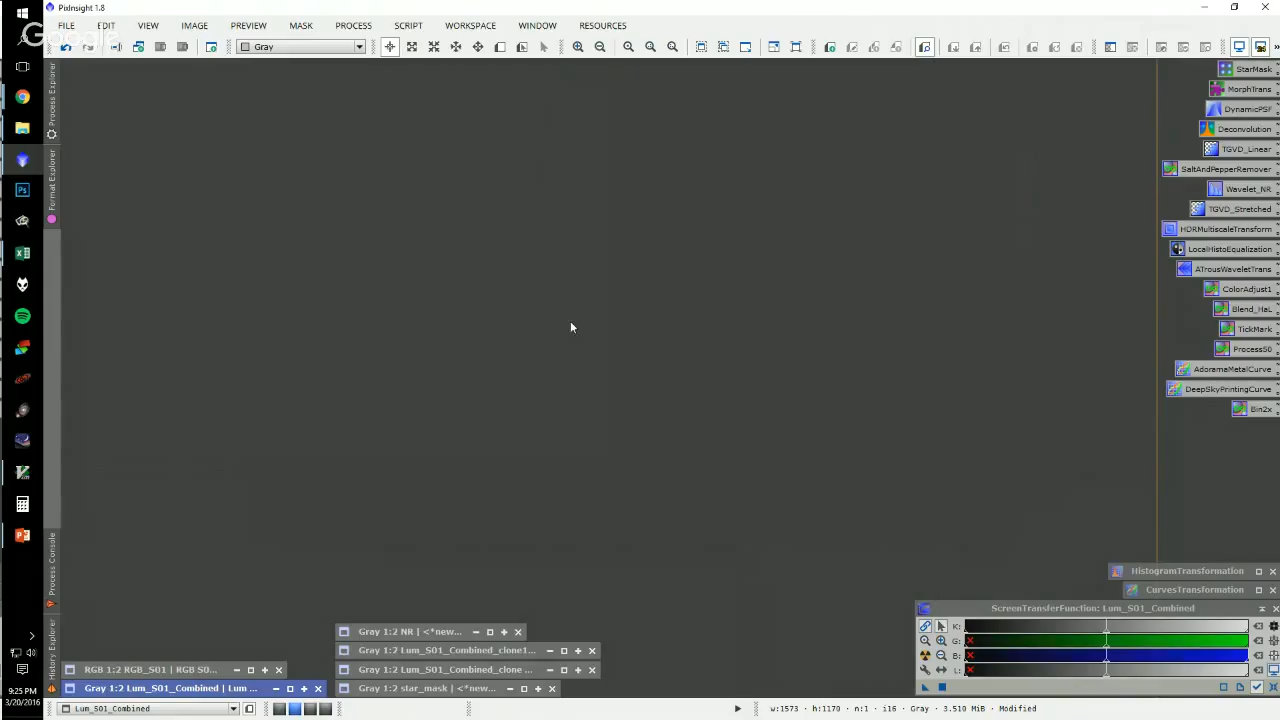 PixInsight 1.8
Google
FILE EDIT VIEW IMAGE PREVIEW MASK PROCESS SCRIPT WORKSPACE WINDOW RESOURCES
Gray
Process Explorer
Format Explorer
Process Console
History Explorer
StarMask
MorphTrans
DynamicPSF
Deconvolution
TGVD_Linear
SaltAndPepperRemover
Wavelet_NR
TGVD_Stretched
HDRMultiscaleTransform
LocalHistoEqualization
ATrousWaveletTrans
ColorAdjust1
Blend_HaL
TickMark
Process50
AdoramaMetalCurve
DeepSkyPrintingCurve
Bin2x
HistogramTransformation
CurvesTransformation
ScreenTransferFunction: Lum_S01_Combined
K:
G:
B:
L:
Gray 1:2 NR | <*new...
Gray 1:2 Lum_S01_Combined_clone1...
RGB 1:2 RGB_S01 | RGB S0...
Gray 1:2 Lum_S01_Combined_clone ...
Gray 1:2 Lum_S01_Combined | Lum ...
Gray 1:2 star_mask | <*new...
Lum_S01_Combined
w:1573 · h:1170 · n:1 · i16 · Gray · 3.510 MiB · Modified
Ps
9:25 PM
3/20/2016